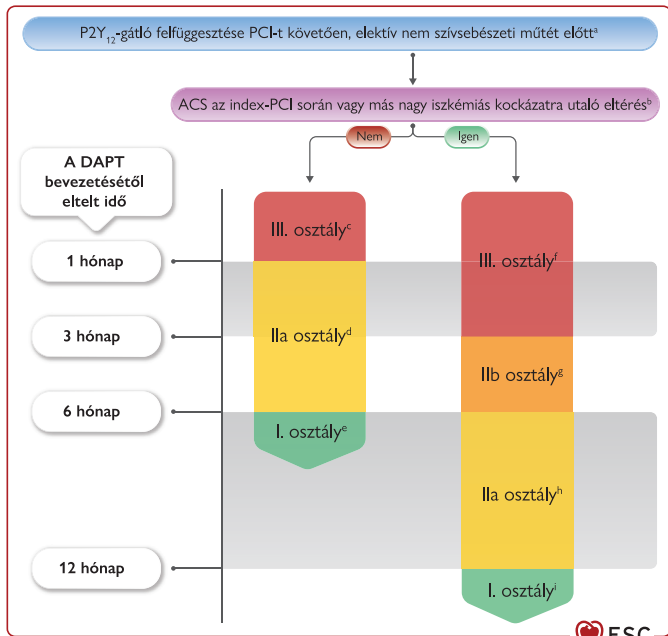 P2Y₁₂-gátló felfüggesztése PCI-t követően, elektív nem szívsebészeti műtét előttᵃ
ACS az index-PCI során vagy más nagy iszkémiás kockázatra utaló eltérésᵇ
Nem
Igen
A DAPT
bevezetésétől
eltelt idő
III. osztályᶜ
III. osztályᶠ
1 hónap
IIa osztályᵈ
3 hónap
IIb osztályᵍ
6 hónap
I. osztályᵉ
IIa osztályʰ
12 hónap
I. osztályⁱ
ESC